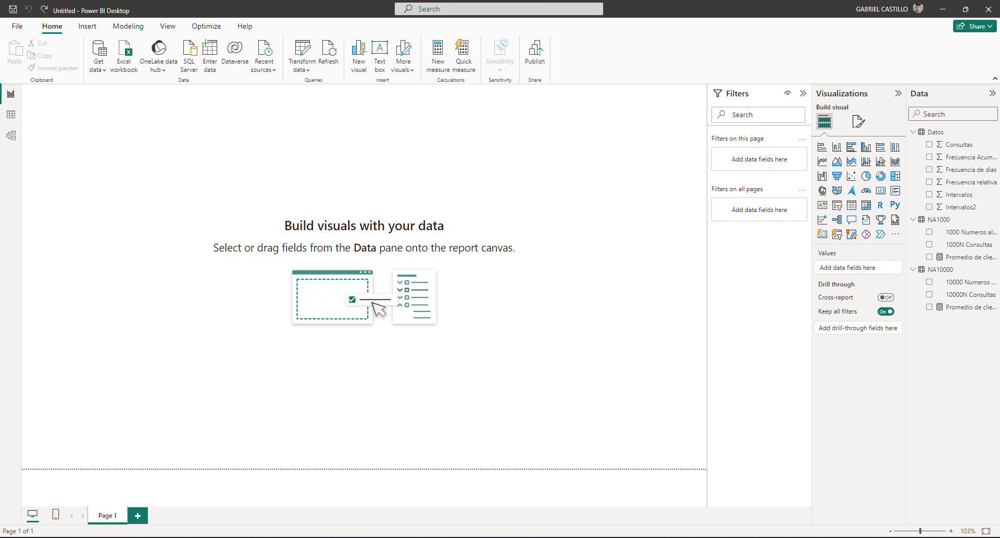 Untitled - Power BI Desktop
Search
GABRIEL CASTILLO
File Home Insert Modeling View Optimize Help
Share
Paste
Cut
Copy
Format painter
Clipboard
Get data
Excel workbook
OneLake data hub
SQL Server
Enter data
Dataverse
Recent sources
Data
Transform data
Refresh
Queries
New visual
Text box
More visuals
Insert
New measure
Quick measure
Calculations
Sensitivity
Sensitivity
Publish
Share
Build visuals with your data
Select or drag fields from the Data pane onto the report canvas.
Filters
Search
Filters on this page
...
Add data fields here
Filters on all pages
...
Add data fields here
Visualizations
Build visual
123
R
Py
123
...
Values
Add data fields here
Drill through
Cross-report
Off
Keep all filters
On
Add drill-through fields here
Data
Search
Datos
Σ Consultas
Σ Frecuencia Acum...
Σ Frecuencia de dias
Σ Frecuencia relativa
Σ Intervalos
Σ Intervalos2
NA1000
1000 Numeros al...
1000N Consultas
Promedio de clie...
NA10000
10000 Numeros ...
10000N Consultas
Promedio de clie...
Page 1
+
Page 1 of 1
- + 103%